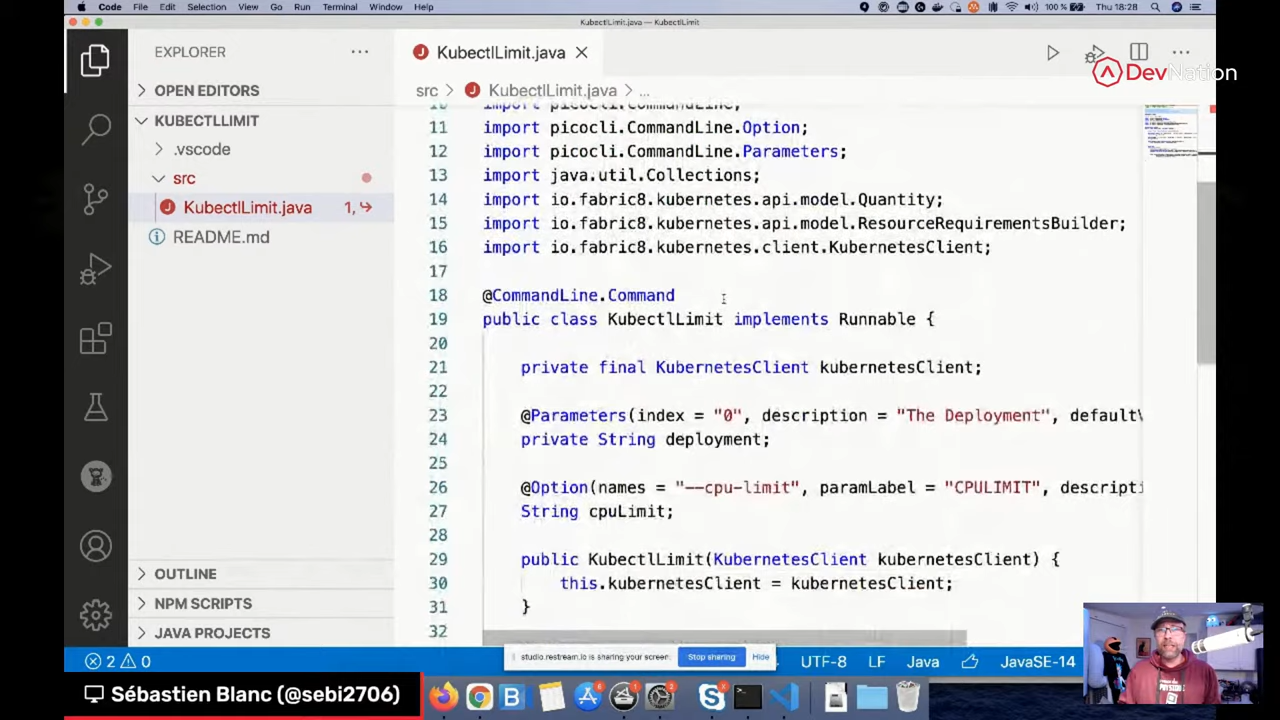 Code File Edit Selection View Go Run Terminal Window Help
100 % Thu 18:28
KubectlLimit.java — KubectlLimit
EXPLORER
KubectlLimit.java
DevNation
OPEN EDITORS
src KubectlLimit.java ...
KUBECTLLIMIT
.vscode
src
KubectlLimit.java 1,
README.md
10 import picocli.CommandLine;
11 import picocli.CommandLine.Option;
12 import picocli.CommandLine.Parameters;
13 import java.util.Collections;
14 import io.fabric8.kubernetes.api.model.Quantity;
15 import io.fabric8.kubernetes.api.model.ResourceRequirementsBuilder;
16 import io.fabric8.kubernetes.client.KubernetesClient;
17
18 @CommandLine.Command
19 public class KubectlLimit implements Runnable {
20
21 private final KubernetesClient kubernetesClient;
22
23 @Parameters(index = "0", description = "The Deployment", default
24 private String deployment;
25
26 @Option(names = "--cpu-limit", paramLabel = "CPULIMIT", descripti
27 String cpuLimit;
28
29 public KubectlLimit(KubernetesClient kubernetesClient) {
30 this.kubernetesClient = kubernetesClient;
31 }
32
OUTLINE
NPM SCRIPTS
JAVA PROJECTS
2 0
studio.restream.io is sharing your screen. Stop sharing Hide
UTF-8 LF Java JavaSE-14
Sébastien Blanc (@sebi2706)